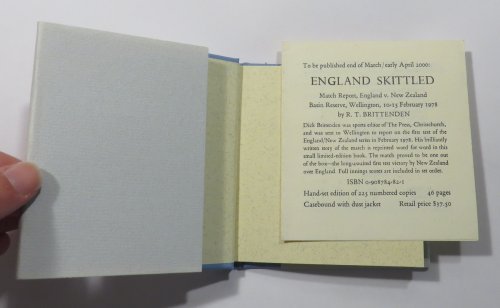 To be published end of March/early April 2000:
ENGLAND SKITTLED
Match Report, England v. New Zealand
Basin Reserve, Wellington, 10-15 February 1978
by R. T. BRITTENDEN
Dick Brittenden was sports editor of The Press, Christchurch,
and was sent to Wellington to report on the first test of the
England/New Zealand series in February 1978. His brilliantly
written story of the match is reprinted word for word in this
small limited-edition book. The match proved to be one out
of the box—the long-awaited first test victory by New Zealand
over England. Full innings scores are included in set order.
ISBN 0-908784-82-1
Hand-set edition of 225 numbered copies 46 pages
Casebound with dust jacket Retail price $37.50